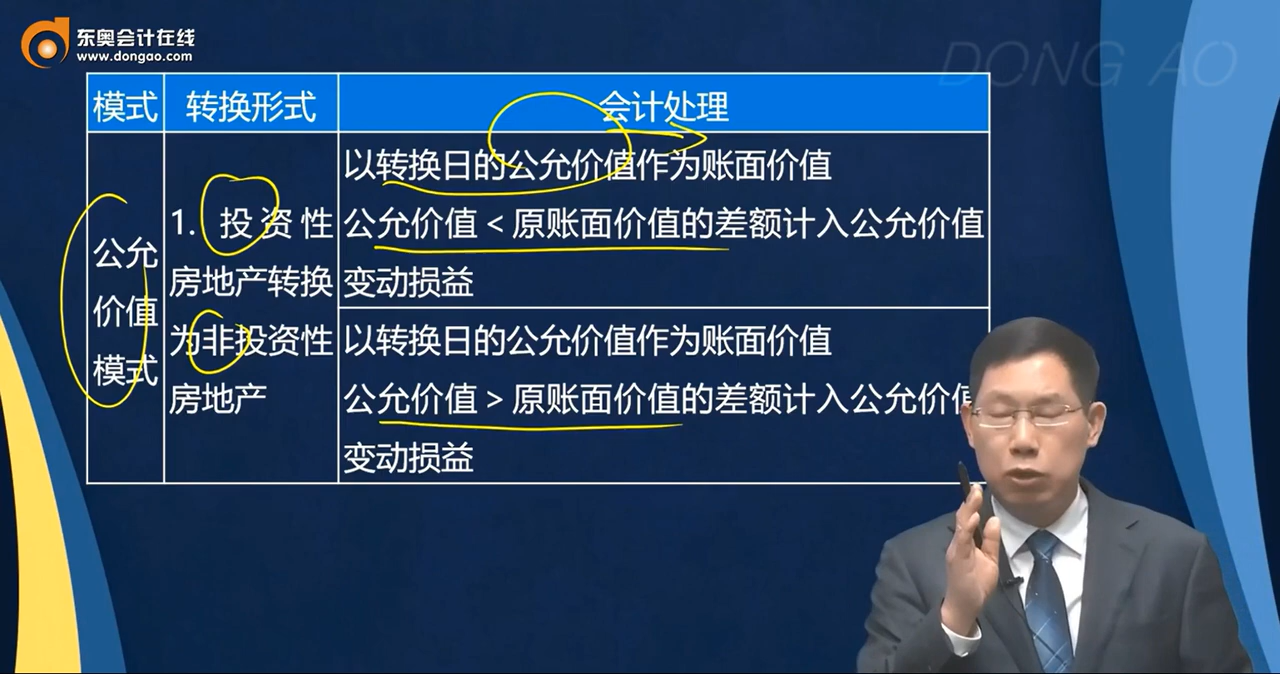 东奥会计在线
www.dongao.com
DONG AO
模式 转换形式 会计处理
公允
价值
模式
1. 投资性
房地产转换
为非投资性
房地产
以转换日的公允价值作为账面价值
公允价值＜原账面价值的差额计入公允价值
变动损益
以转换日的公允价值作为账面价值
公允价值＞原账面价值的差额计入公允价值
变动损益